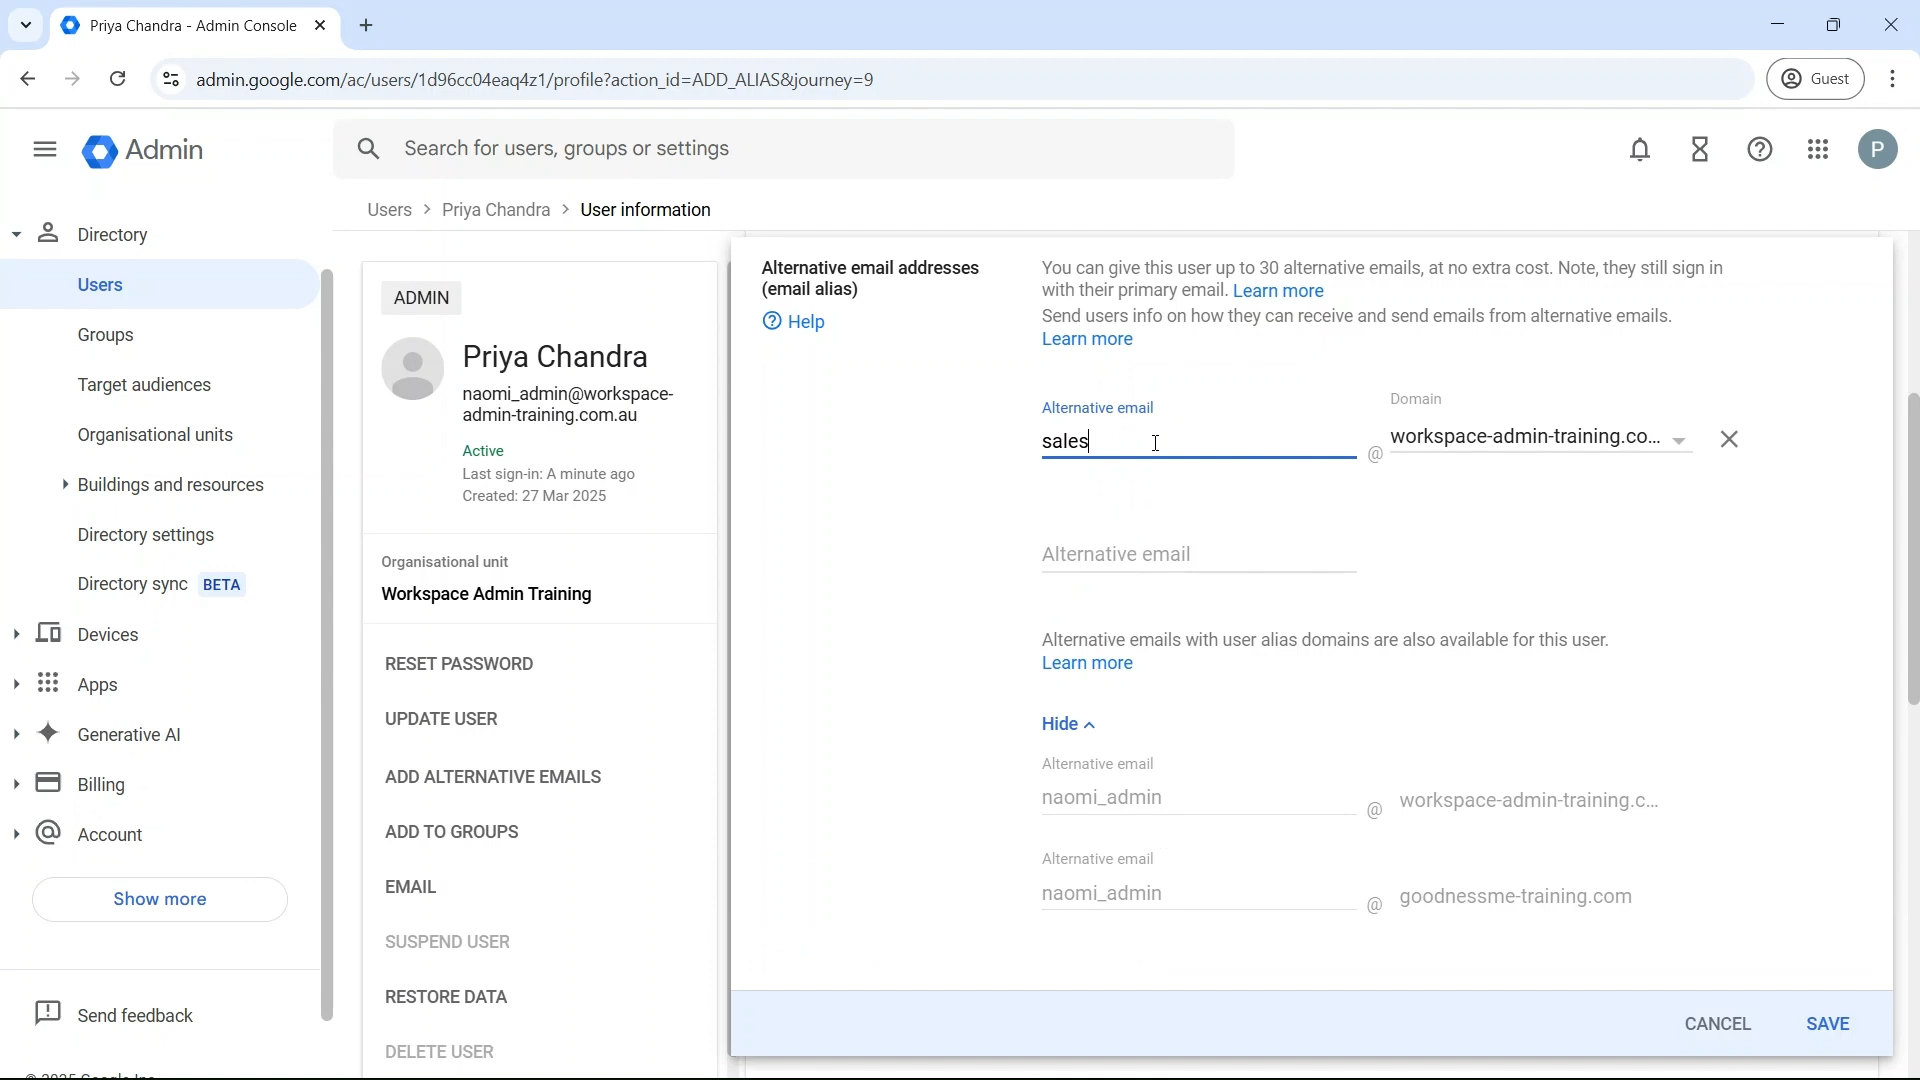 Priya Chandra - Admin Console
admin.google.com/ac/users/1d96cc04eaq4z1/profile?action_id=ADD_ALIAS&journey=9
Guest
Admin
Search for users, groups or settings
P
Users > Priya Chandra > User information
Directory
Users
Groups
Target audiences
Organisational units
Buildings and resources
Directory settings
Directory sync BETA
Devices
Apps
Generative AI
Billing
Account
Show more
Send feedback
ADMIN
Priya Chandra
naomi_admin@workspace-
admin-training.com.au
Active
Last sign-in: A minute ago
Created: 27 Mar 2025
Organisational unit
Workspace Admin Training
RESET PASSWORD
UPDATE USER
ADD ALTERNATIVE EMAILS
ADD TO GROUPS
EMAIL
SUSPEND USER
RESTORE DATA
DELETE USER
Alternative email addresses
(email alias)
Help
You can give this user up to 30 alternative emails, at no extra cost. Note, they still sign in
with their primary email. Learn more
Send users info on how they can receive and send emails from alternative emails.
Learn more
Alternative email
Domain
sales @ workspace-admin-training.co...
Alternative email
Alternative emails with user alias domains are also available for this user.
Learn more
Hide
Alternative email
naomi_admin @ workspace-admin-training.c...
Alternative email
naomi_admin @ goodnessme-training.com
CANCEL SAVE